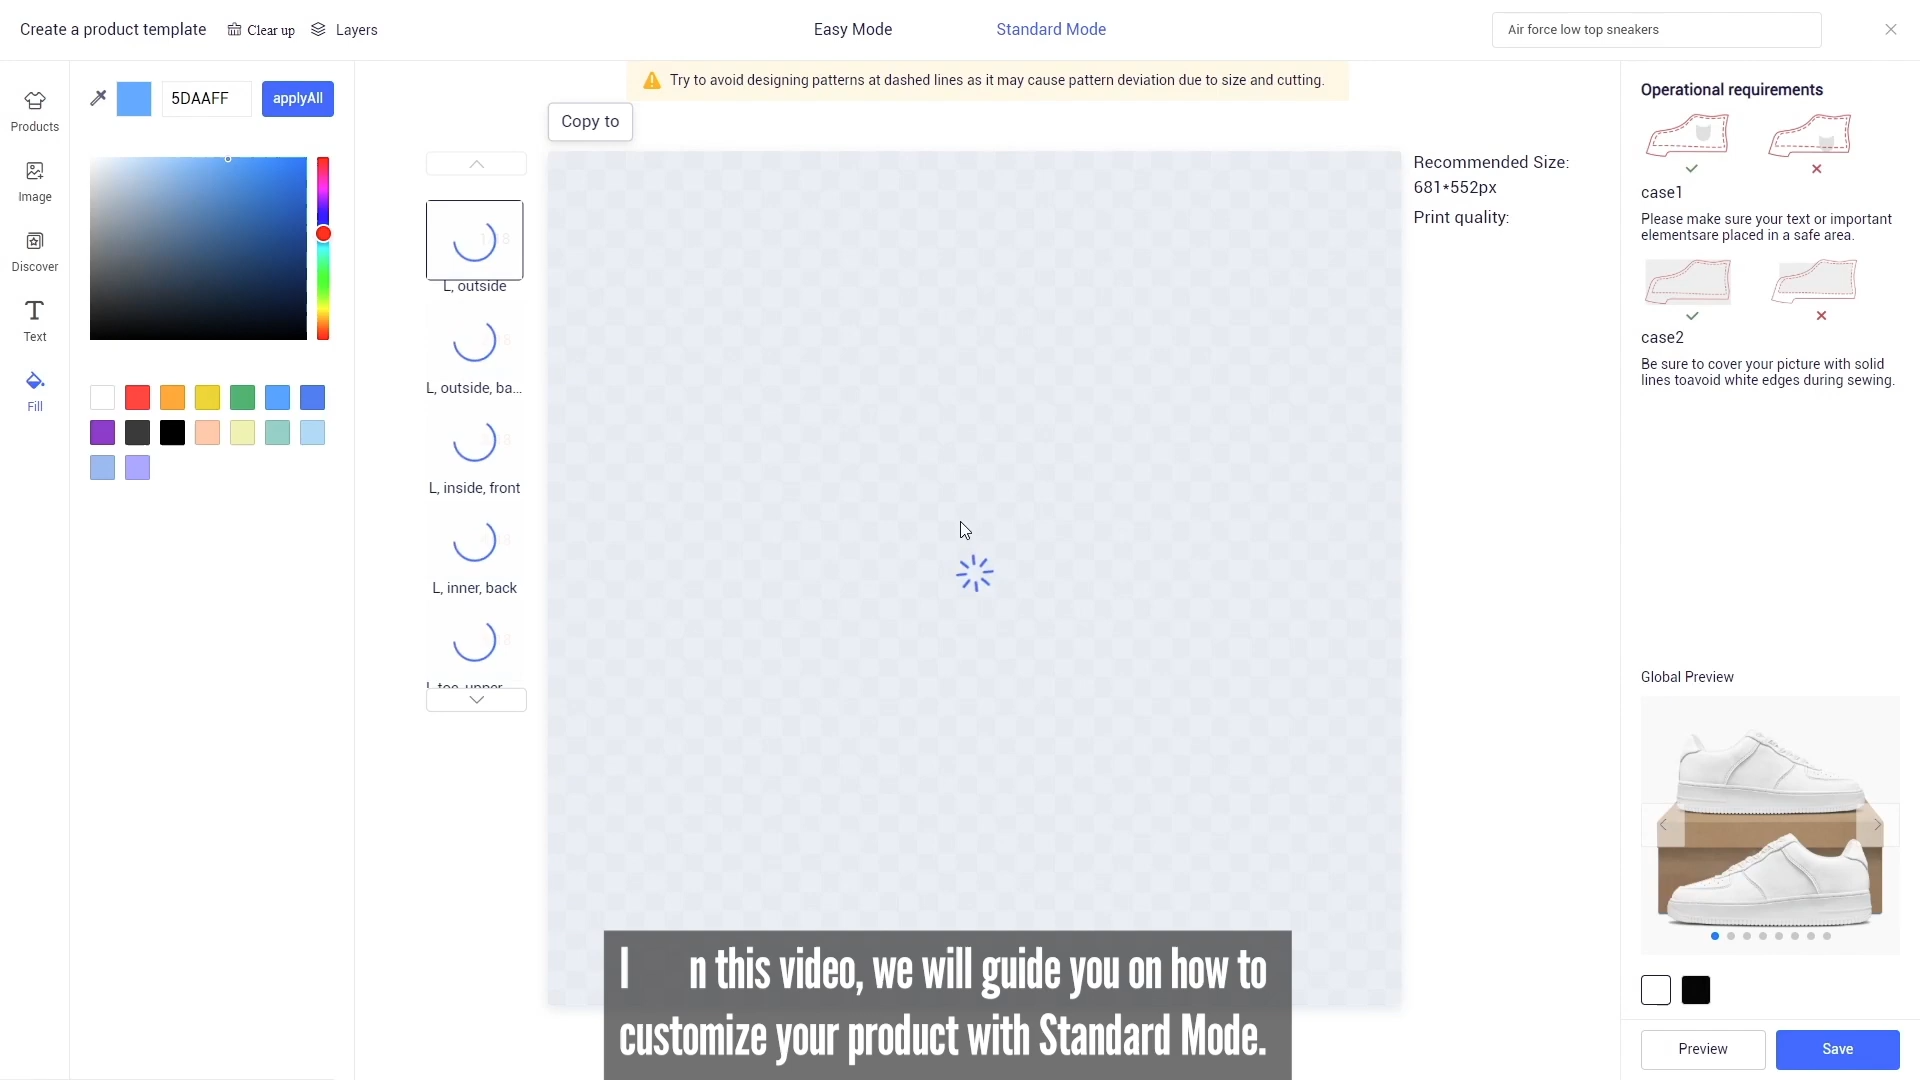 Create a product template
Clear up
Layers
Easy Mode
Standard Mode
Air force low top sneakers
Products
Image
Discover
Text
Fill
5DAAFF
applyAll
Try to avoid designing patterns at dashed lines as it may cause pattern deviation due to size and cutting.
Copy to
L, outside
L, outside, ba...
L, inside, front
L, inner, back
L toe upper
Recommended Size:
681*552px
Print quality:
Operational requirements
case1
Please make sure your text or important
elementsare placed in a safe area.
case2
Be sure to cover your picture with solid
lines toavoid white edges during sewing.
Global Preview
Preview
Save
I n this video, we will guide you on how to
customize your product with Standard Mode.